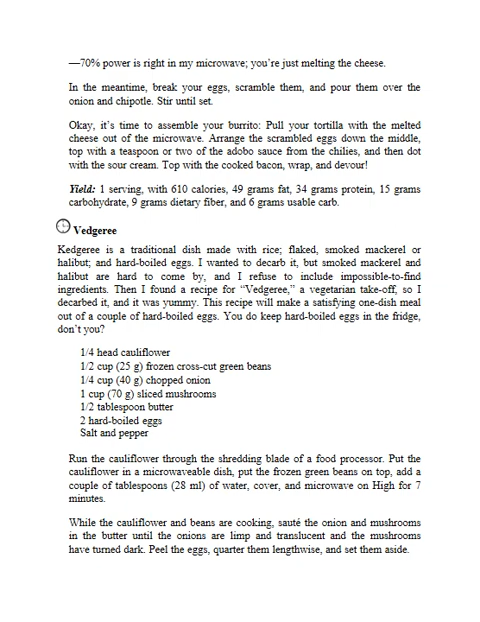 —70% power is right in my microwave; you’re just melting the cheese.
In the meantime, break your eggs, scramble them, and pour them over the
onion and chipotle. Stir until set.
Okay, it’s time to assemble your burrito: Pull your tortilla with the melted
cheese out of the microwave. Arrange the scrambled eggs down the middle,
top with a teaspoon or two of the adobo sauce from the chilies, and then dot
with the sour cream. Top with the cooked bacon, wrap, and devour!
Yield: 1 serving, with 610 calories, 49 grams fat, 34 grams protein, 15 grams
carbohydrate, 9 grams dietary fiber, and 6 grams usable carb.
Vedgeree
Kedgeree is a traditional dish made with rice; flaked, smoked mackerel or
halibut; and hard-boiled eggs. I wanted to decarb it, but smoked mackerel and
halibut are hard to come by, and I refuse to include impossible-to-find
ingredients. Then I found a recipe for “Vedgeree,” a vegetarian take-off, so I
decarbed it, and it was yummy. This recipe will make a satisfying one-dish meal
out of a couple of hard-boiled eggs. You do keep hard-boiled eggs in the fridge,
don’t you?
1/4 head cauliflower
1/2 cup (25 g) frozen cross-cut green beans
1/4 cup (40 g) chopped onion
1 cup (70 g) sliced mushrooms
1/2 tablespoon butter
2 hard-boiled eggs
Salt and pepper
Run the cauliflower through the shredding blade of a food processor. Put the
cauliflower in a microwaveable dish, put the frozen green beans on top, add a
couple of tablespoons (28 ml) of water, cover, and microwave on High for 7
minutes.
While the cauliflower and beans are cooking, sauté the onion and mushrooms
in the butter until the onions are limp and translucent and the mushrooms
have turned dark. Peel the eggs, quarter them lengthwise, and set them aside.